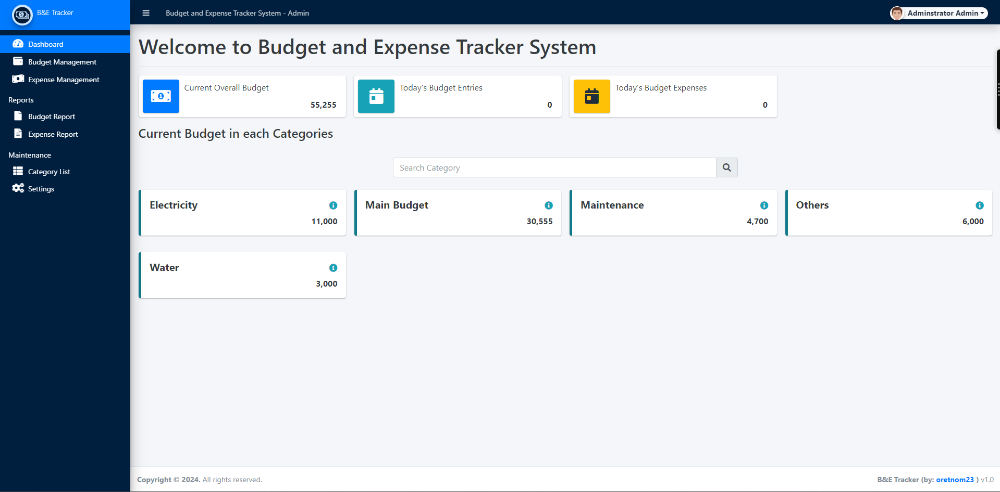 B&E Tracker
Budget and Expense Tracker System - Admin
Adminstrator Admin
Dashboard
Budget Management
Expense Management
Reports
Budget Report
Expense Report
Maintenance
Category List
Settings
Welcome to Budget and Expense Tracker System
Current Overall Budget
55,255
Today's Budget Entries
0
Today's Budget Expenses
0
Current Budget in each Categories
Search Category
Electricity
11,000
Main Budget
30,555
Maintenance
4,700
Others
6,000
Water
3,000
Copyright © 2024. All rights reserved.
B&E Tracker (by: oretnom23 ) v1.0